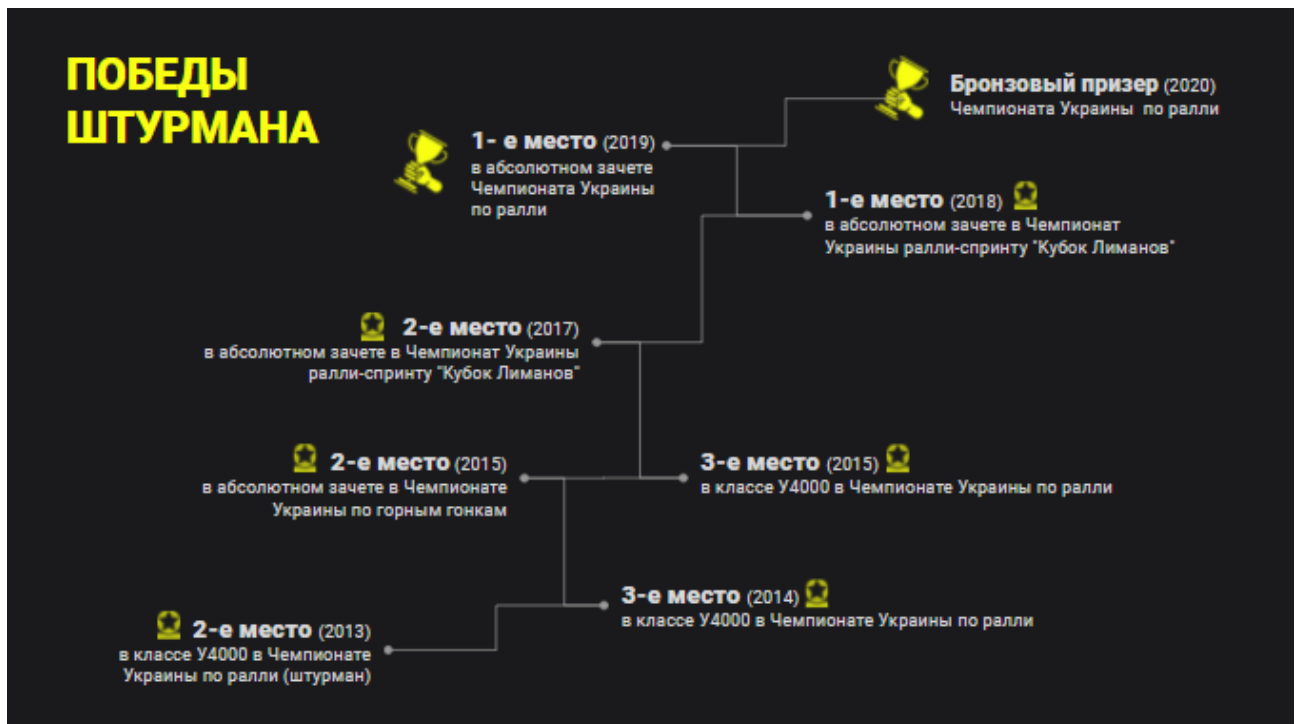 ПОБЕДЫ
ШТУРМАНА
Бронзовый призер (2020)
Чемпионата Украины по ралли
1- е место (2019)
в абсолютном зачете
Чемпионата Украины
по ралли
1-е место (2018)
в абсолютном зачете в Чемпионат
Украины ралли-спринту "Кубок Лиманов"
2-е место (2017)
в абсолютном зачете в Чемпионат Украины
ралли-спринту "Кубок Лиманов"
2-е место (2015)
в абсолютном зачете в Чемпионате
Украины по горным гонкам
3-е место (2015)
в классе У4000 в Чемпионате Украины по ралли
3-е место (2014)
в классе У4000 в Чемпионате Украины по ралли
2-е место (2013)
в классе У4000 в Чемпионате
Украины по ралли (штурман)